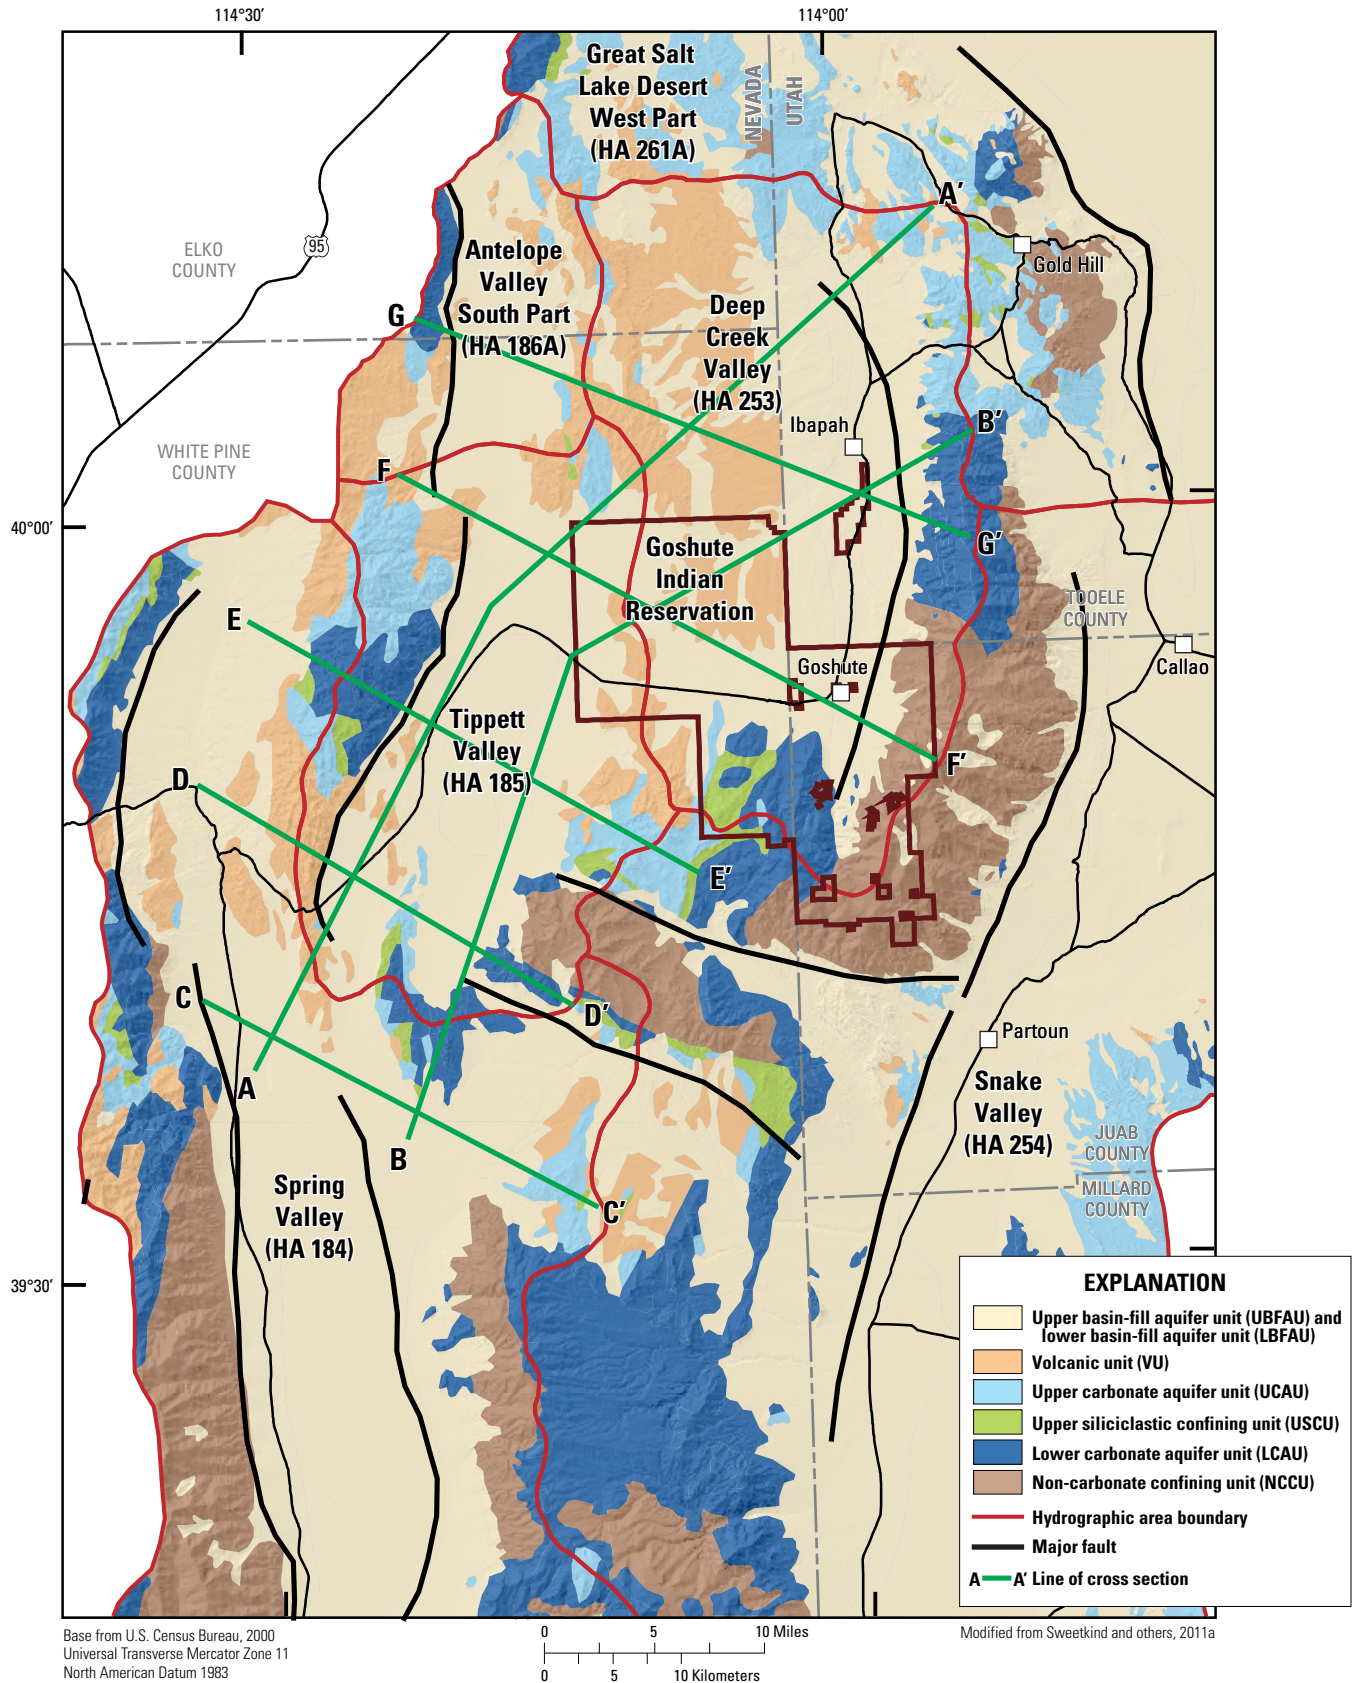 114°30′
114°00′
Great Salt
Lake Desert
West Part
(HA 261A)
NEVADA
UTAH
A′
ELKO
COUNTY
95
Antelope
Valley
South Part
(HA 186A)
Gold Hill
G
Deep
Creek
Valley
(HA 253)
Ibapah
B′
WHITE PINE
COUNTY
F
40°00′
Goshute
Indian
Reservation
G′
E
TOOELE
COUNTY
Goshute
Callao
Tippett
Valley
(HA 185)
D
F′
E′
C
D′
Partoun
A
Snake
Valley
(HA 254)
B
JUAB
COUNTY
MILLARD
COUNTY
Spring
Valley
(HA 184)
C′
39°30′
EXPLANATION
Upper basin-fill aquifer unit (UBFAU) and
lower basin-fill aquifer unit (LBFAU)
Volcanic unit (VU)
Upper carbonate aquifer unit (UCAU)
Upper siliciclastic confining unit (USCU)
Lower carbonate aquifer unit (LCAU)
Non-carbonate confining unit (NCCU)
Hydrographic area boundary
Major fault
A A′ Line of cross section
Base from U.S. Census Bureau, 2000
Universal Transverse Mercator Zone 11
North American Datum 1983
0 5 10 Miles
0 5 10 Kilometers
Modified from Sweetkind and others, 2011a